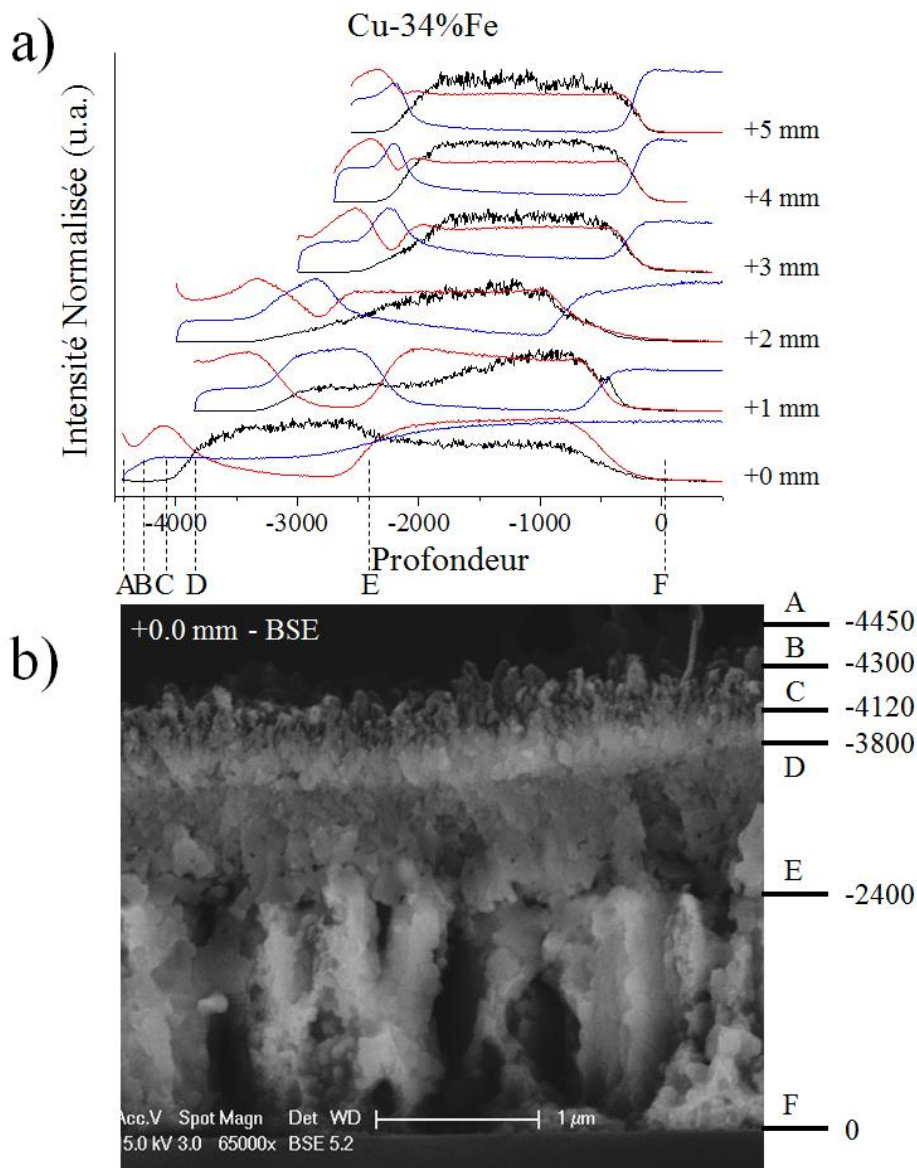 a)
Cu-34%Fe
Intensité Normalisée (u.a.)
+5 mm
+4 mm
+3 mm
+2 mm
+1 mm
+0 mm
-4000 -3000 -2000 -1000 0
Profondeur
A B C D E F
b)
+0.0 mm - BSE
A -4450
B -4300
C -4120
-3800
D
E -2400
F 0
Acc.V Spot Magn Det WD 1 µm
5.0 kV 3.0 65000x BSE 5.2